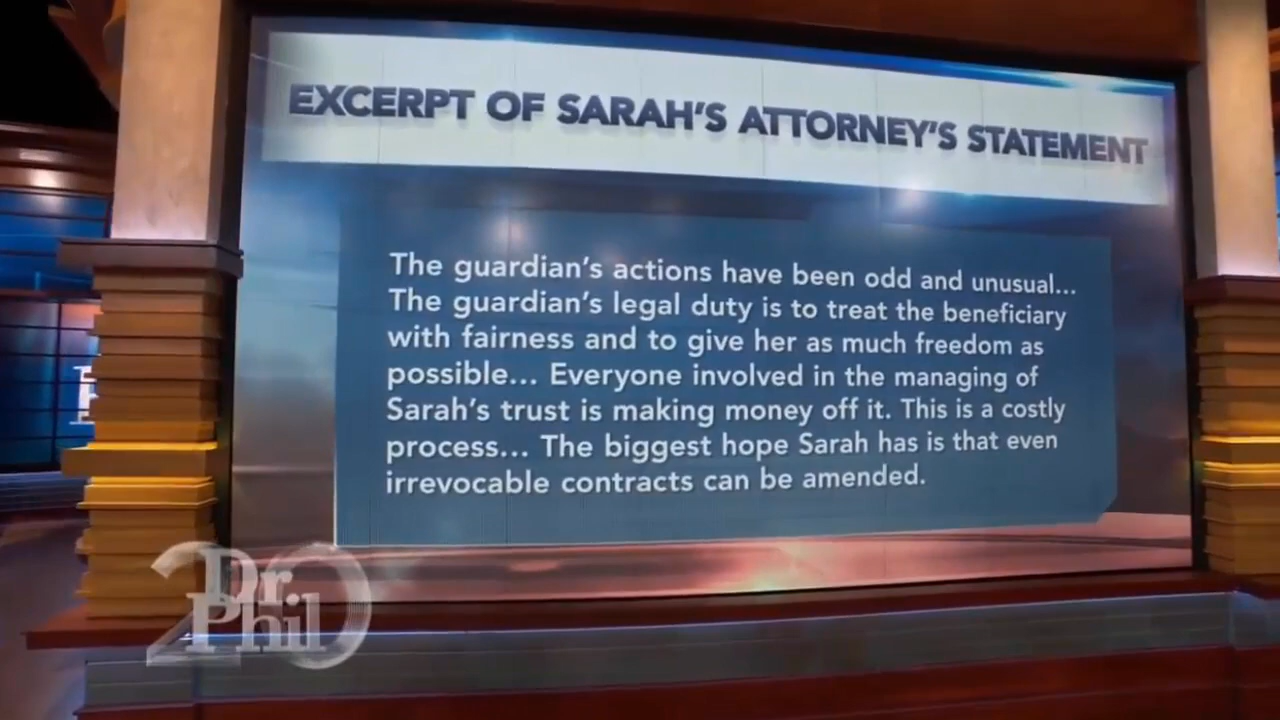 EXCERPT OF SARAH'S ATTORNEY'S STATEMENT
The guardian's actions have been odd and unusual...
The guardian's legal duty is to treat the beneficiary
with fairness and to give her as much freedom as
possible... Everyone involved in the managing of
Sarah's trust is making money off it. This is a costly
process... The biggest hope Sarah has is that even
irrevocable contracts can be amended.
20
Dr.
Phil